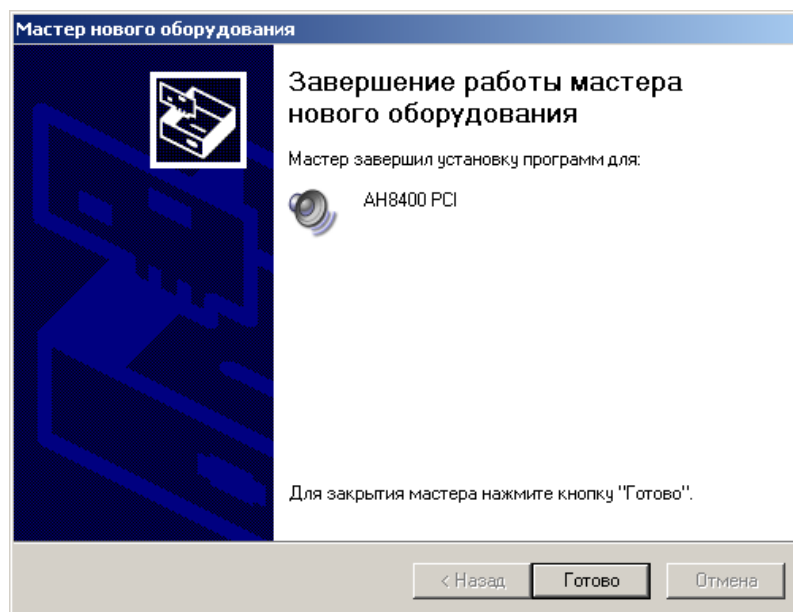 Мастер нового оборудования
Завершение работы мастера
нового оборудования
Мастер завершил установку программ для:
AH8400 PCI
Для закрытия мастера нажмите кнопку "Готово".
< Назад
Готово
Отмена